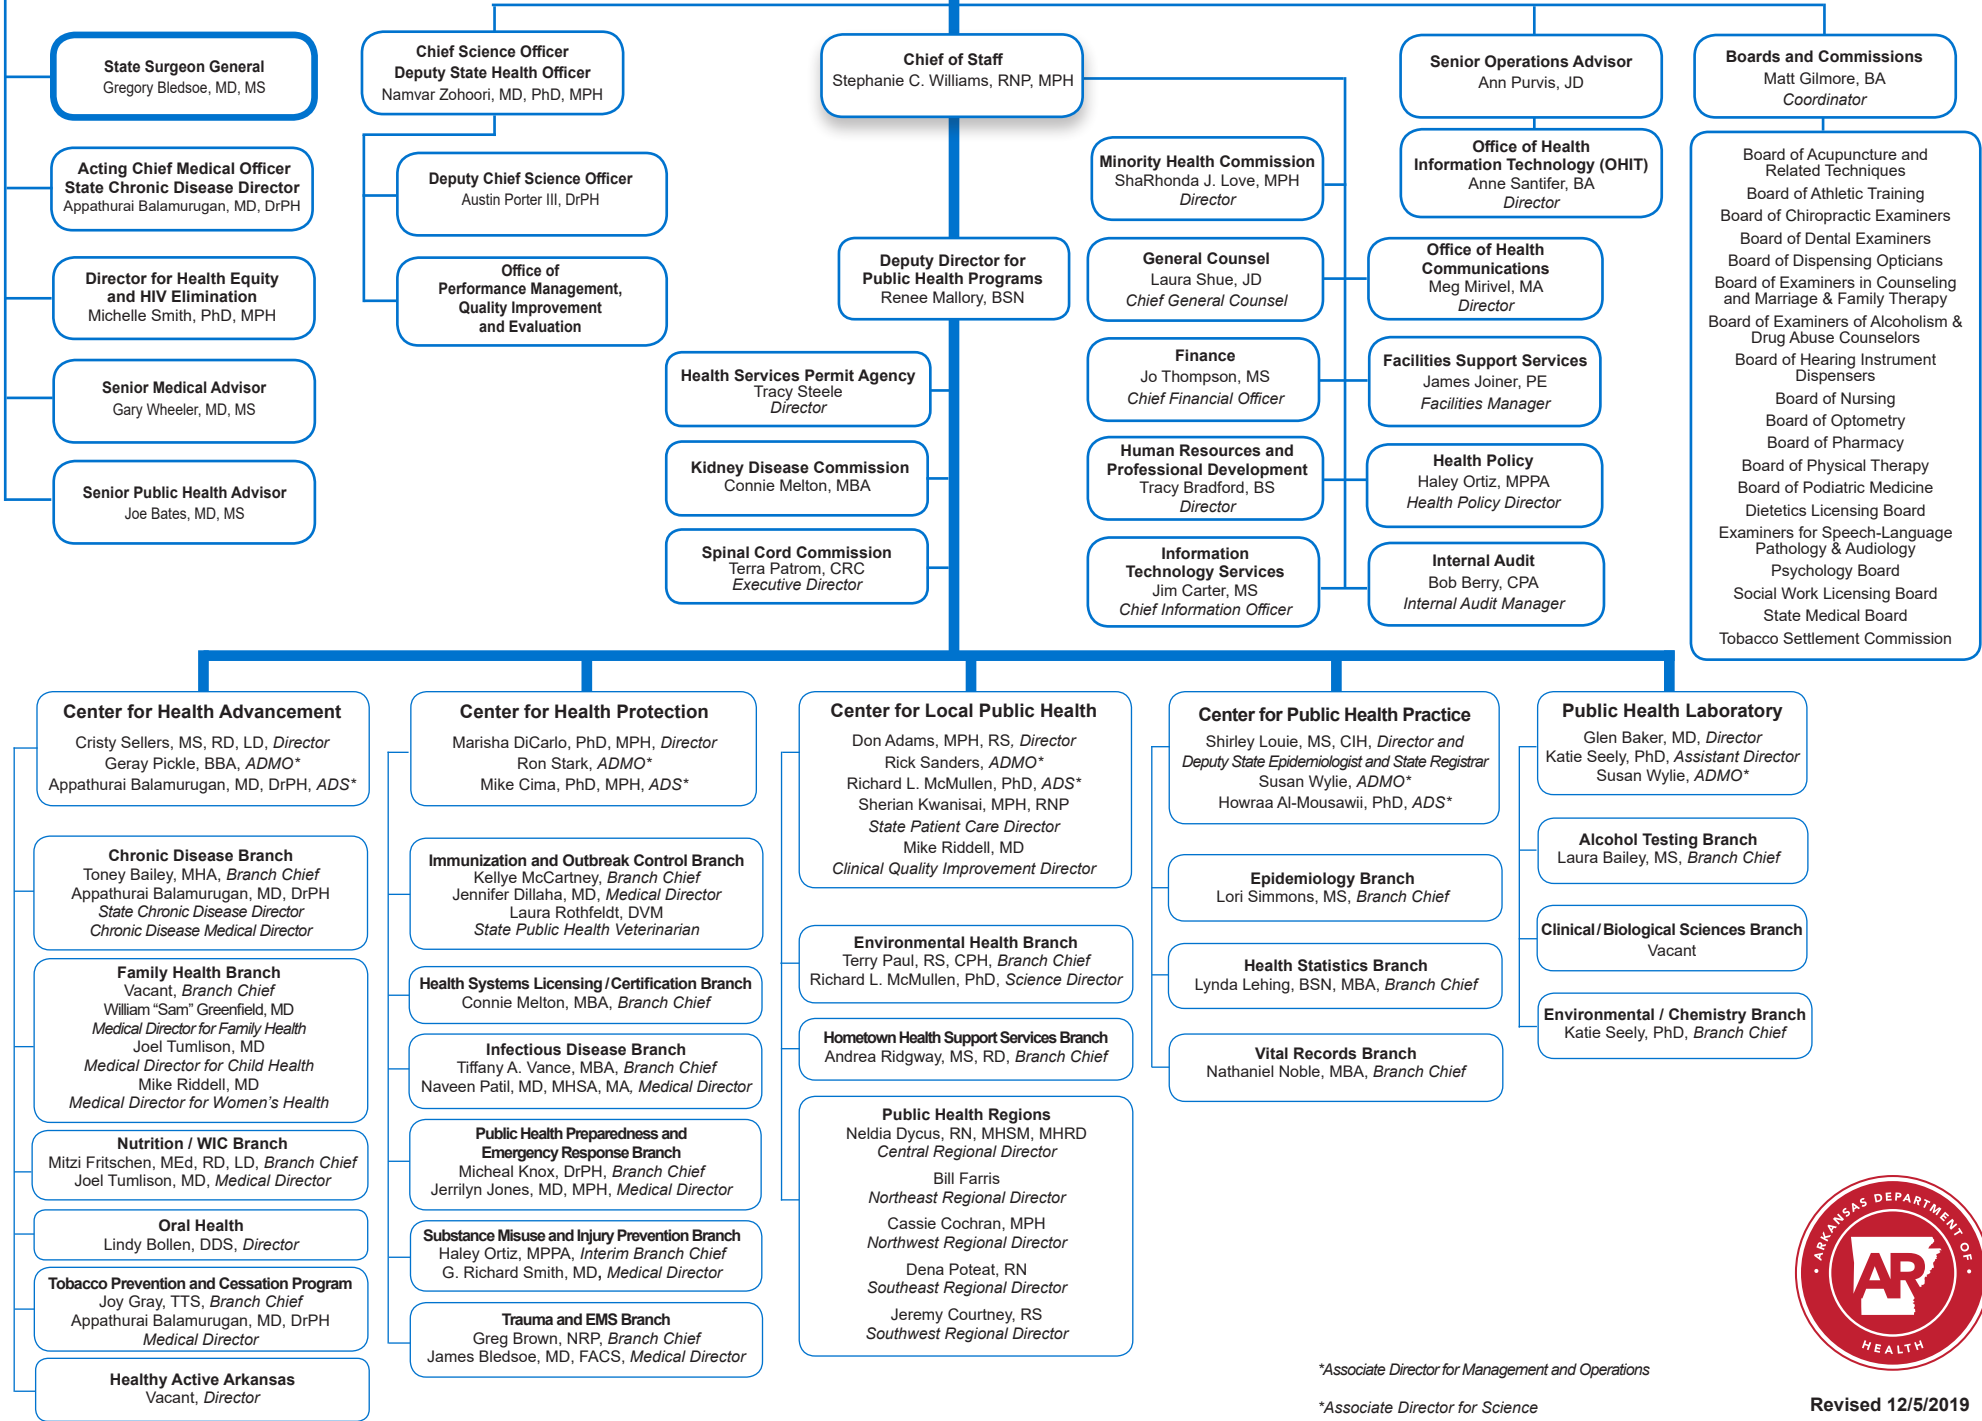 State Surgeon General
Gregory Bledsoe, MD, MS
Acting Chief Medical Officer
State Chronic Disease Director
Appathurai Balamurugan, MD, DrPH
Director for Health Equity
and HIV Elimination
Michelle Smith, PhD, MPH
Senior Medical Advisor
Gary Wheeler, MD, MS
Senior Public Health Advisor
Joe Bates, MD, MS
Chief Science Officer
Deputy State Health Officer
Namvar Zohoori, MD, PhD, MPH
Deputy Chief Science Officer
Austin Porter III, DrPH
Office of
Performance Management,
Quality Improvement
and Evaluation
Chief of Staff
Stephanie C. Williams, RNP, MPH
Deputy Director for
Public Health Programs
Renee Mallory, BSN
Health Services Permit Agency
Tracy Steele
Director
Kidney Disease Commission
Connie Melton, MBA
Spinal Cord Commission
Terra Patrom, CRC
Executive Director
Minority Health Commission
ShaRhonda J. Love, MPH
Director
General Counsel
Laura Shue, JD
Chief General Counsel
Finance
Jo Thompson, MS
Chief Financial Officer
Human Resources and
Professional Development
Tracy Bradford, BS
Director
Information
Technology Services
Jim Carter, MS
Chief Information Officer
Office of Health
Communications
Meg Mirivel, MA
Director
Facilities Support Services
James Joiner, PE
Facilities Manager
Health Policy
Haley Ortiz, MPPA
Health Policy Director
Internal Audit
Bob Berry, CPA
Internal Audit Manager
Senior Operations Advisor
Ann Purvis, JD
Office of Health
Information Technology (OHIT)
Anne Santifer, BA
Director
Boards and Commissions
Matt Gilmore, BA
Coordinator
Board of Acupuncture and
Related Techniques
Board of Athletic Training
Board of Chiropractic Examiners
Board of Dental Examiners
Board of Dispensing Opticians
Board of Examiners in Counseling
and Marriage & Family Therapy
Board of Examiners of Alcoholism &
Drug Abuse Counselors
Board of Hearing Instrument
Dispensers
Board of Nursing
Board of Optometry
Board of Pharmacy
Board of Physical Therapy
Board of Podiatric Medicine
Dietetics Licensing Board
Examiners for Speech-Language
Pathology & Audiology
Psychology Board
Social Work Licensing Board
State Medical Board
Tobacco Settlement Commission
Center for Health Advancement
Cristy Sellers, MS, RD, LD, Director
Geray Pickle, BBA, ADMO*
Appathurai Balamurugan, MD, DrPH, ADS*
Chronic Disease Branch
Toney Bailey, MHA, Branch Chief
Appathurai Balamurugan, MD, DrPH
State Chronic Disease Director
Chronic Disease Medical Director
Family Health Branch
Vacant, Branch Chief
William “Sam” Greenfield, MD
Medical Director for Family Health
Joel Tumlison, MD
Medical Director for Child Health
Mike Riddell, MD
Medical Director for Women’s Health
Nutrition / WIC Branch
Mitzi Fritschen, MEd, RD, LD, Branch Chief
Joel Tumlison, MD, Medical Director
Oral Health
Lindy Bollen, DDS, Director
Tobacco Prevention and Cessation Program
Joy Gray, TTS, Branch Chief
Appathurai Balamurugan, MD, DrPH
Medical Director
Healthy Active Arkansas
Vacant, Director
Center for Health Protection
Marisha DiCarlo, PhD, MPH, Director
Ron Stark, ADMO*
Mike Cima, PhD, MPH, ADS*
Immunization and Outbreak Control Branch
Kellye McCartney, Branch Chief
Jennifer Dillaha, MD, Medical Director
Laura Rothfeldt, DVM
State Public Health Veterinarian
Health Systems Licensing / Certification Branch
Connie Melton, MBA, Branch Chief
Infectious Disease Branch
Tiffany A. Vance, MBA, Branch Chief
Naveen Patil, MD, MHSA, MA, Medical Director
Public Health Preparedness and
Emergency Response Branch
Micheal Knox, DrPH, Branch Chief
Jerrilyn Jones, MD, MPH, Medical Director
Substance Misuse and Injury Prevention Branch
Haley Ortiz, MPPA, Interim Branch Chief
G. Richard Smith, MD, Medical Director
Trauma and EMS Branch
Greg Brown, NRP, Branch Chief
James Bledsoe, MD, FACS, Medical Director
Center for Local Public Health
Don Adams, MPH, RS, Director
Rick Sanders, ADMO*
Richard L. McMullen, PhD, ADS*
Sherian Kwanisai, MPH, RNP
State Patient Care Director
Mike Riddell, MD
Clinical Quality Improvement Director
Environmental Health Branch
Terry Paul, RS, CPH, Branch Chief
Richard L. McMullen, PhD, Science Director
Hometown Health Support Services Branch
Andrea Ridgway, MS, RD, Branch Chief
Public Health Regions
Neldia Dycus, RN, MHSM, MHRD
Central Regional Director
Bill Farris
Northeast Regional Director
Cassie Cochran, MPH
Northwest Regional Director
Dena Poteat, RN
Southeast Regional Director
Jeremy Courtney, RS
Southwest Regional Director
Center for Public Health Practice
Shirley Louie, MS, CIH, Director and
Deputy State Epidemiologist and State Registrar
Susan Wylie, ADMO*
Howraa Al-Mousawii, PhD, ADS*
Epidemiology Branch
Lori Simmons, MS, Branch Chief
Health Statistics Branch
Lynda Lehing, BSN, MBA, Branch Chief
Vital Records Branch
Nathaniel Noble, MBA, Branch Chief
Public Health Laboratory
Glen Baker, MD, Director
Katie Seely, PhD, Assistant Director
Susan Wylie, ADMO*
Alcohol Testing Branch
Laura Bailey, MS, Branch Chief
Clinical / Biological Sciences Branch
Vacant
Environmental / Chemistry Branch
Katie Seely, PhD, Branch Chief
ARKANSAS DEPARTMENT OF
AR
HEALTH
*Associate Director for Management and Operations
*Associate Director for Science
Revised 12/5/2019